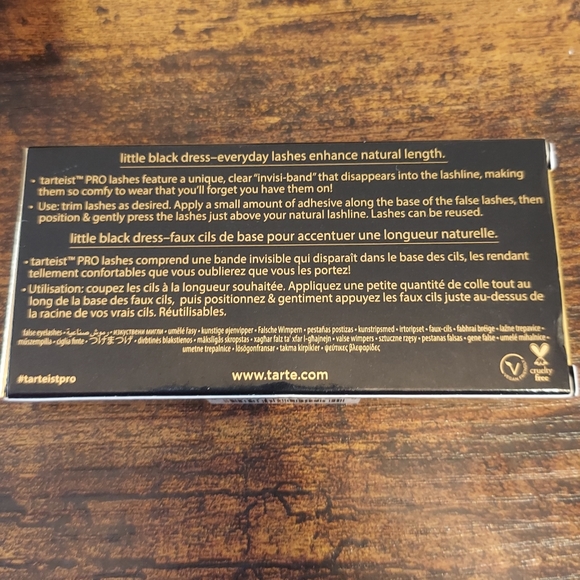 little black dress–everyday lashes enhance natural length.
• tarteist™ PRO lashes feature a unique, clear "invisi-band" that disappears into the lashline, making
them so comfy to wear that you'll forget you have them on!
• Use: trim lashes as desired. Apply a small amount of adhesive along the base of the false lashes, then
position & gently press the lashes just above your natural lashline. Lashes can be reused.
little black dress–faux cils de base pour accentuer une longueur naturelle.
• tarteist™ PRO lashes comprend une bande invisible qui disparaît dans le base des cils, les rendant
tellement confortables que vous oublierez que vous les portez!
• Utilisation: coupez les cils à la longueur souhaitée. Appliquez une petite quantité de colle tout au
long de la base des faux cils, puis positionnez & gentiment appuyez les faux cils juste au-dessus de
la racine de vos vrais cils. Réutilisables.
false eyelashes • رموش صناعية • изкуствени мигли • umělé řasy • kunstige øjenvipper • Falsche Wimpern • pestañas postizas • kunstripsmed • irtoripset • faux-cils • fabhraí bréige • lažne trepavice •
műszempilla • ciglia finte • つけまつげ • dirbtinės blakstienos • mākslīgās skropstas • xagħar falz ta' xfar l-għajnejn • valse wimpers • sztuczne rzęsy • pestanas falsas • gene false • umelé mihalnice •
umetne trepalnice • lösögonfransar • takma kirpikler • ψεύτικες βλεφαρίδες
#tarteistpro
www.tarte.com
V
cruelty
free